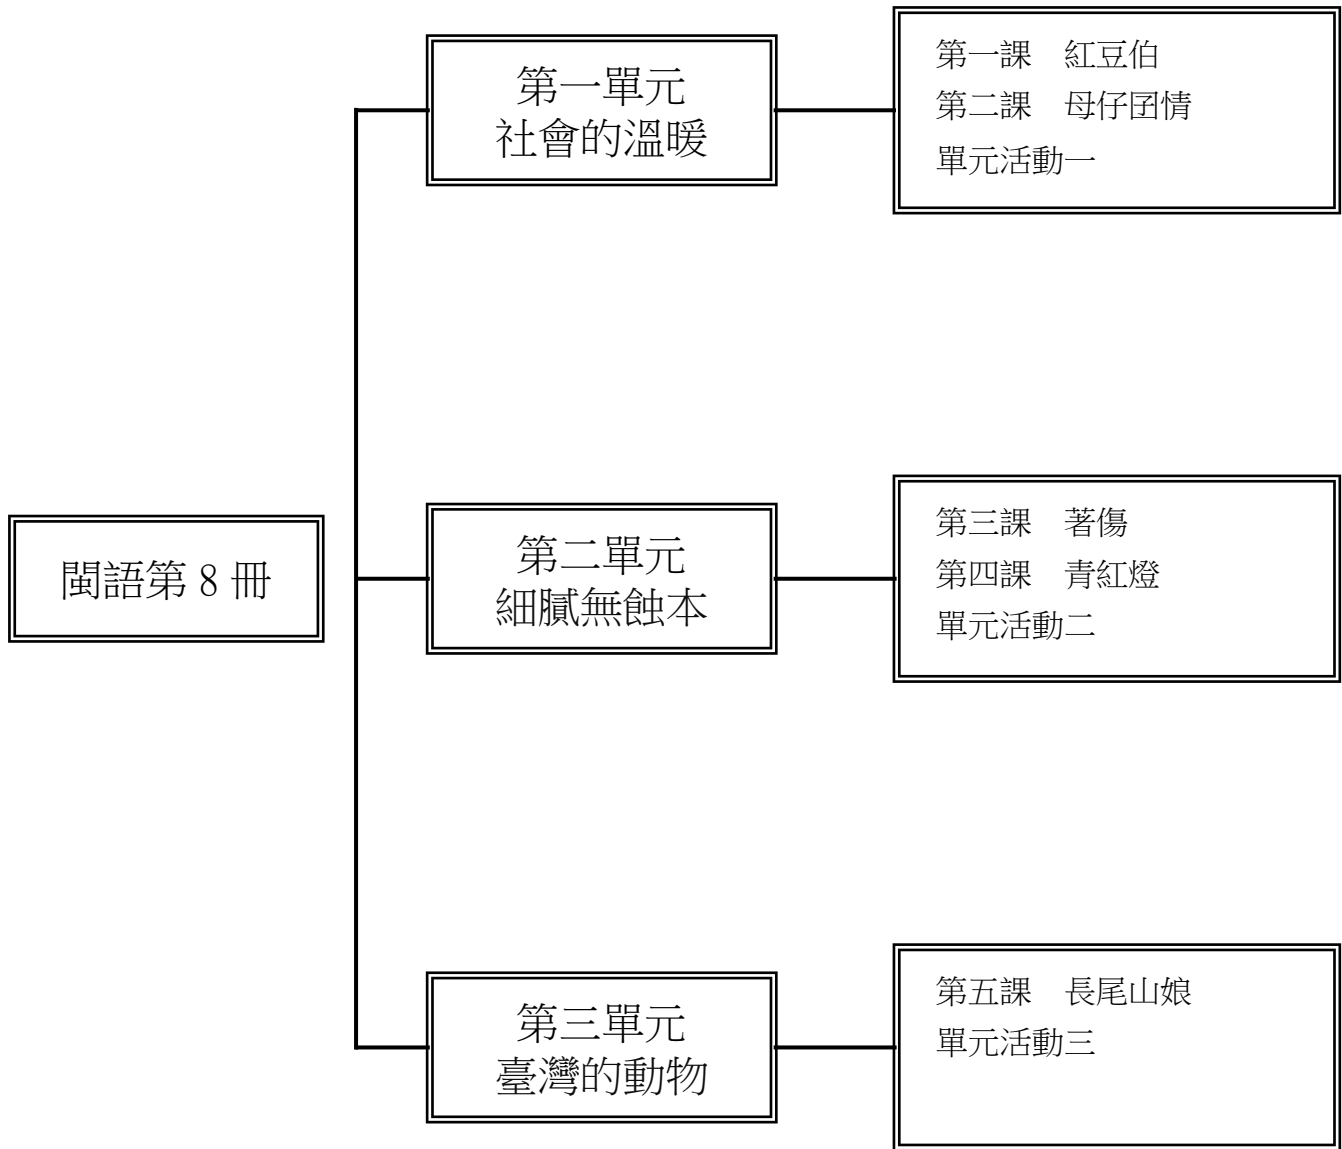 閩語第 8 冊
第一單元
社會的溫暖
第一課　紅豆伯
第二課　母仔囝情
單元活動一
第二單元
細膩無蝕本
第三課　著傷
第四課　青紅燈
單元活動二
第三單元
臺灣的動物
第五課　長尾山娘
單元活動三